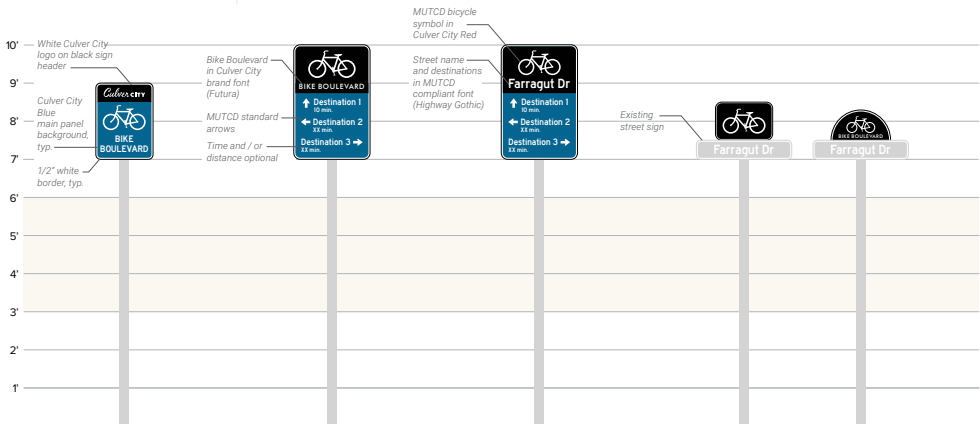 10'
9'
8'
7'
6'
5'
4'
3'
2'
1'
White Culver City
logo on black sign
header
Culver City
Blue
main panel
background,
typ.
1/2" white
border, typ.
Culver CITY
BIKE
BOULEVARD
Bike Boulevard
in Culver City
brand font
(Futura)
MUTCD standard
arrows
Time and / or
distance optional
BIKE BOULEVARD
Destination 1
10 min.
Destination 2
XX min.
Destination 3
XX min.
MUTCD bicycle
symbol in
Culver City Red
Street name
and destinations
in MUTCD
compliant font
(Highway Gothic)
Farragut Dr
Destination 1
10 min.
Destination 2
XX min.
Destination 3
XX min.
Existing
street sign
Farragut Dr
BIKE BOULEVARD
Farragut Dr